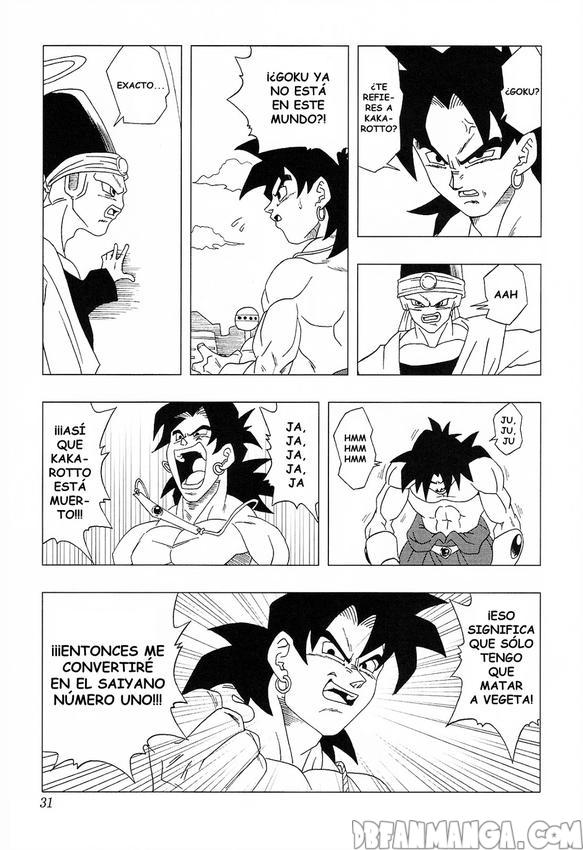 ¿GOKU?
¿TE
REFIE-
RES A
KAKA-
ROTTO?
¡¿GOKU YA
NO ESTÁ
EN ESTE
MUNDO?!
EXACTO...
AAH
JU,
JU,
JU
HMM
HMM
HMM
JA,
JA,
JA,
JA,
JA
¡¡¡ASÍ
QUE
KAKA-
ROTTO
ESTÁ
MUER-
TO!!!
¡ESO
SIGNIFICA
QUE SÓLO
TENGO
QUE
MATAR
A VEGETA!
¡¡¡ENTONCES ME
CONVERTIRÉ
EN EL SAIYANO
NÚMERO UNO!!!
31
DBFANMANGA.COM